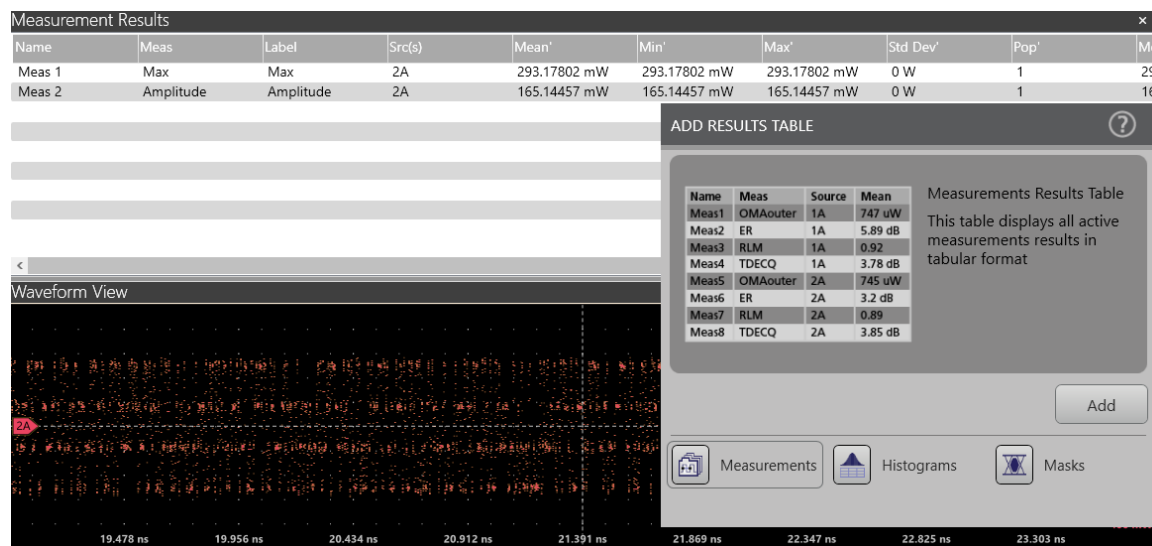 Measurement Results ×
Name Meas Label Src(s) Mean' Min' Max' Std Dev' Pop'
Meas 1 Max Max 2A 293.17802 mW 293.17802 mW 293.17802 mW 0 W 1
Meas 2 Amplitude Amplitude 2A 165.14457 mW 165.14457 mW 165.14457 mW 0 W 1
ADD RESULTS TABLE ?
Name Meas Source Mean
Meas1 OMAouter 1A 747 uW
Meas2 ER 1A 5.89 dB
Meas3 RLM 1A 0.92
Meas4 TDECQ 1A 3.78 dB
Meas5 OMAouter 2A 745 uW
Meas6 ER 2A 3.2 dB
Meas7 RLM 2A 0.89
Meas8 TDECQ 2A 3.85 dB
Measurements Results Table
This table displays all active
measurements results in
tabular format
Add
Measurements Histograms Masks
Waveform View
2A
19.478 ns 19.956 ns 20.434 ns 20.912 ns 21.391 ns 21.869 ns 22.347 ns 22.825 ns 23.303 ns